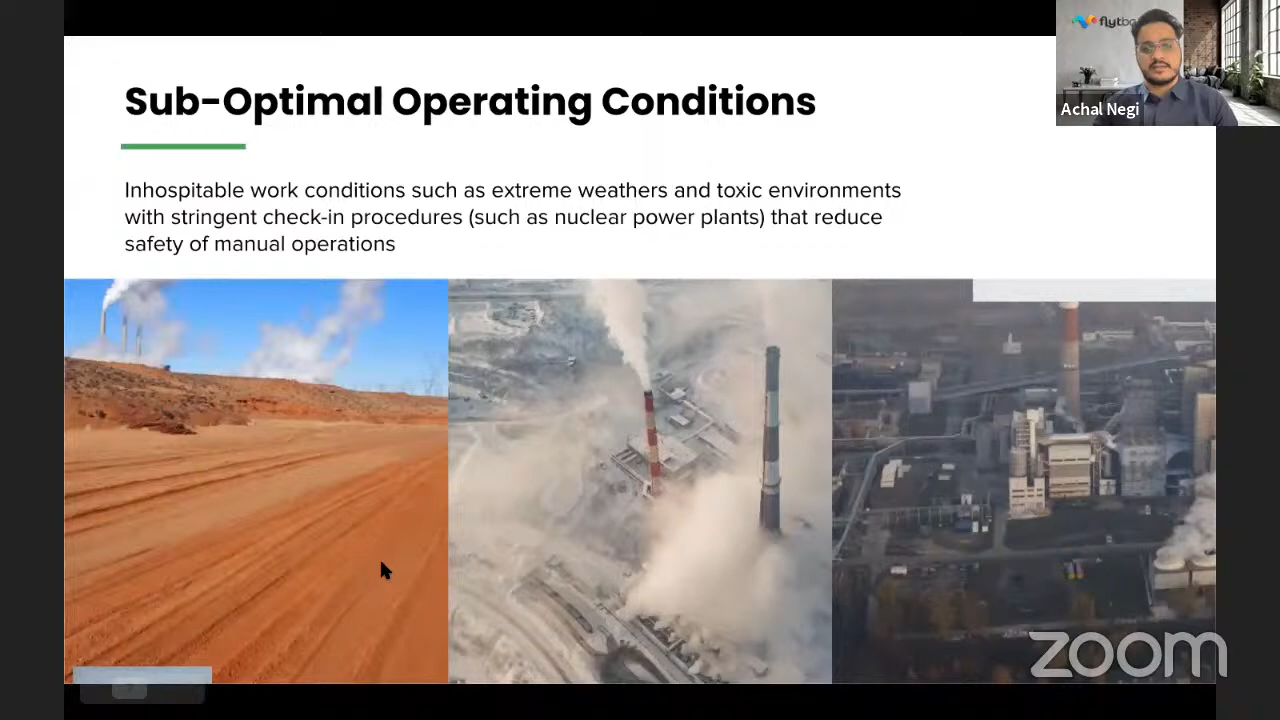 Sub-Optimal Operating Conditions
Inhospitable work conditions such as extreme weathers and toxic environments
with stringent check-in procedures (such as nuclear power plants) that reduce
safety of manual operations
Achal Negi
zoom